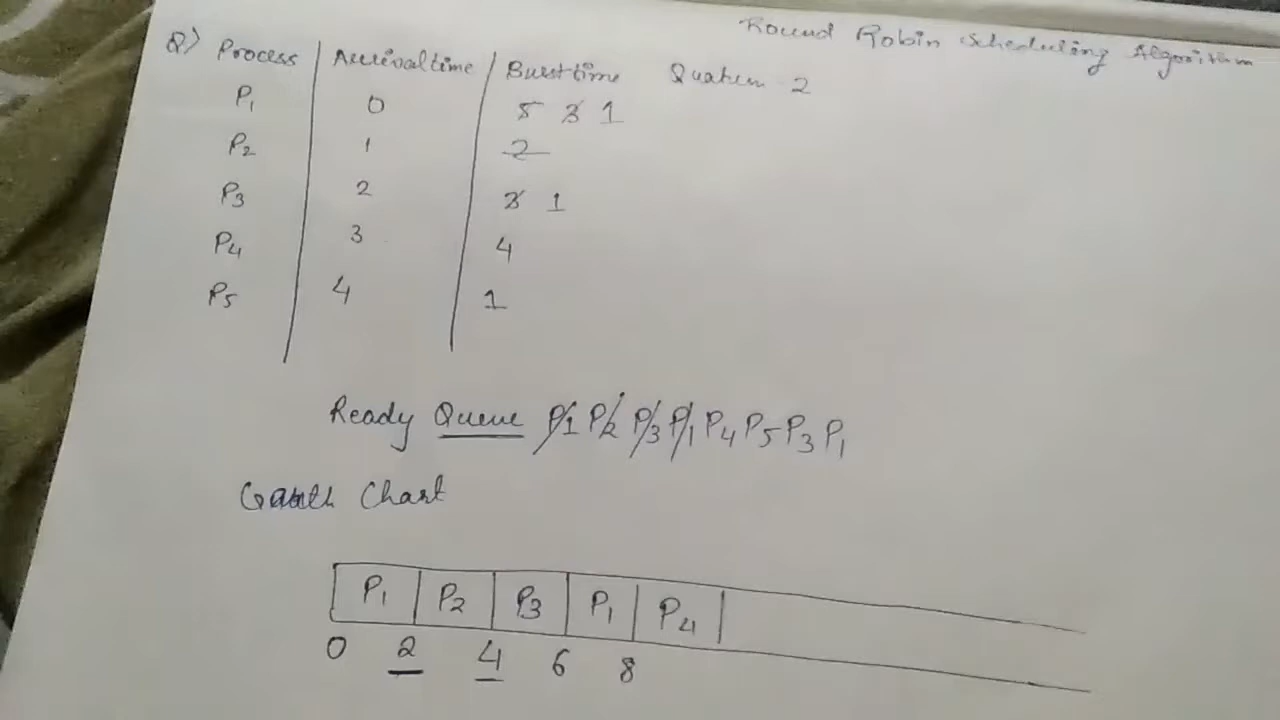 Round Robin Scheduling Algorithm
Q) Process Arrival time Burst time Quatum 2
P1 0 5 3 1
P2 1 2
P3 2 3 1
P4 3 4
P5 4 1
Ready Queue P1 P2 P3 P1 P4 P5 P3 P1
Chart
P1 P2 P3 P1 P4
0 2 4 6 8